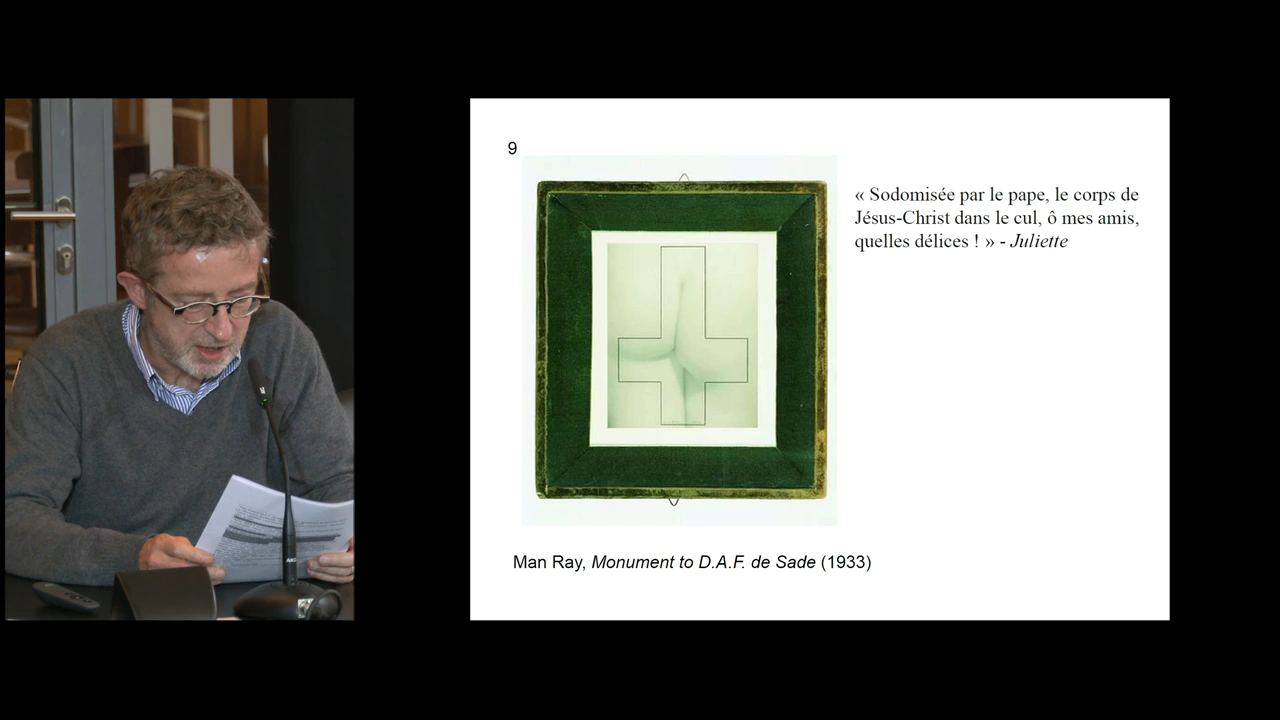 9
« Sodomisée par le pape, le corps de
Jésus-Christ dans le cul, ô mes amis,
quelles délices ! » - Juliette
Man Ray, Monument to D.A.F. de Sade (1933)